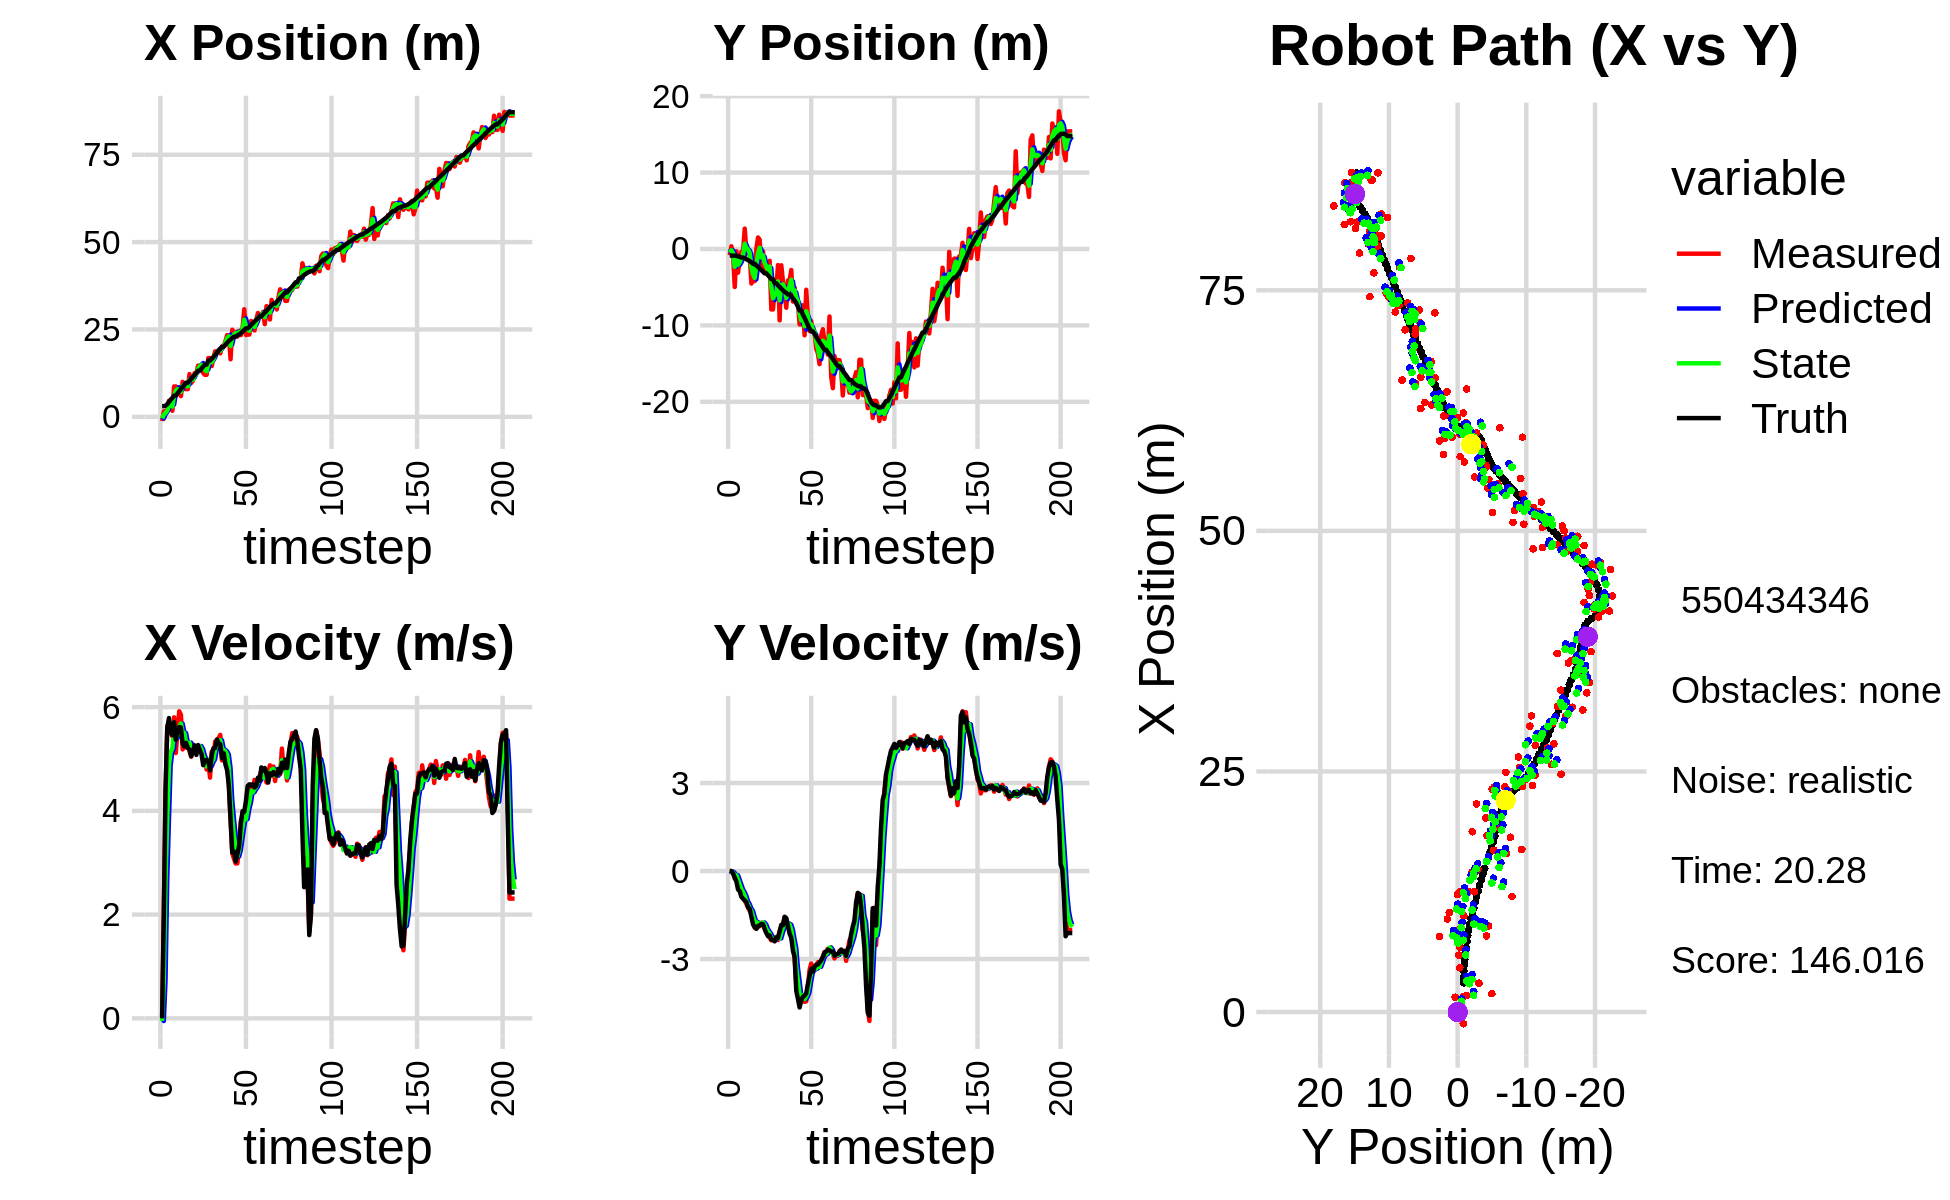 X Position (m)
75
50
25
0
0 50 100 150 200
timestep
Y Position (m)
20
10
0
-10
-20
0 50 100 150 200
timestep
X Velocity (m/s)
6
4
2
0
0 50 100 150 200
timestep
Y Velocity (m/s)
3
0
-3
0 50 100 150 200
timestep
Robot Path (X vs Y)
X Position (m)
75
50
25
0
20 10 0 -10 -20
Y Position (m)
variable
Measured
Predicted
State
Truth
550434346
Obstacles: none
Noise: realistic
Time: 20.28
Score: 146.016